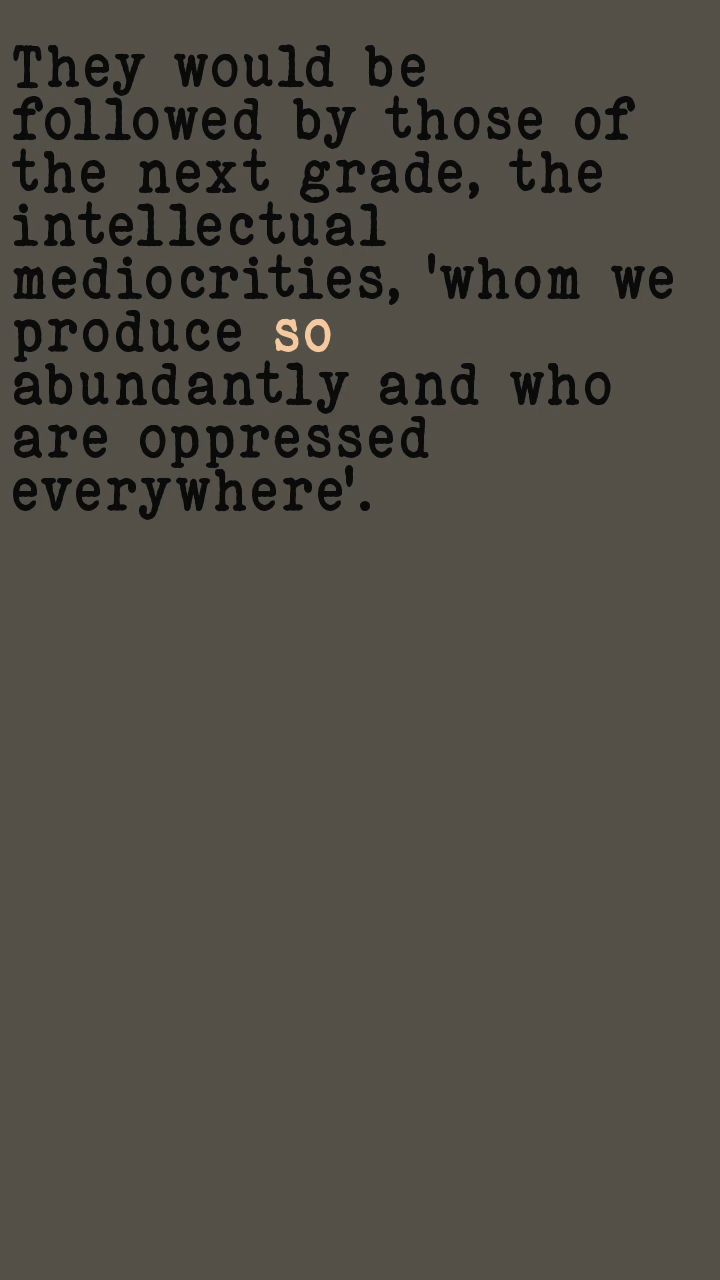 They would be
followed by those of
the next grade, the
intellectual
mediocrities, 'whom we
produce so
abundantly and who
are oppressed
everywhere'.